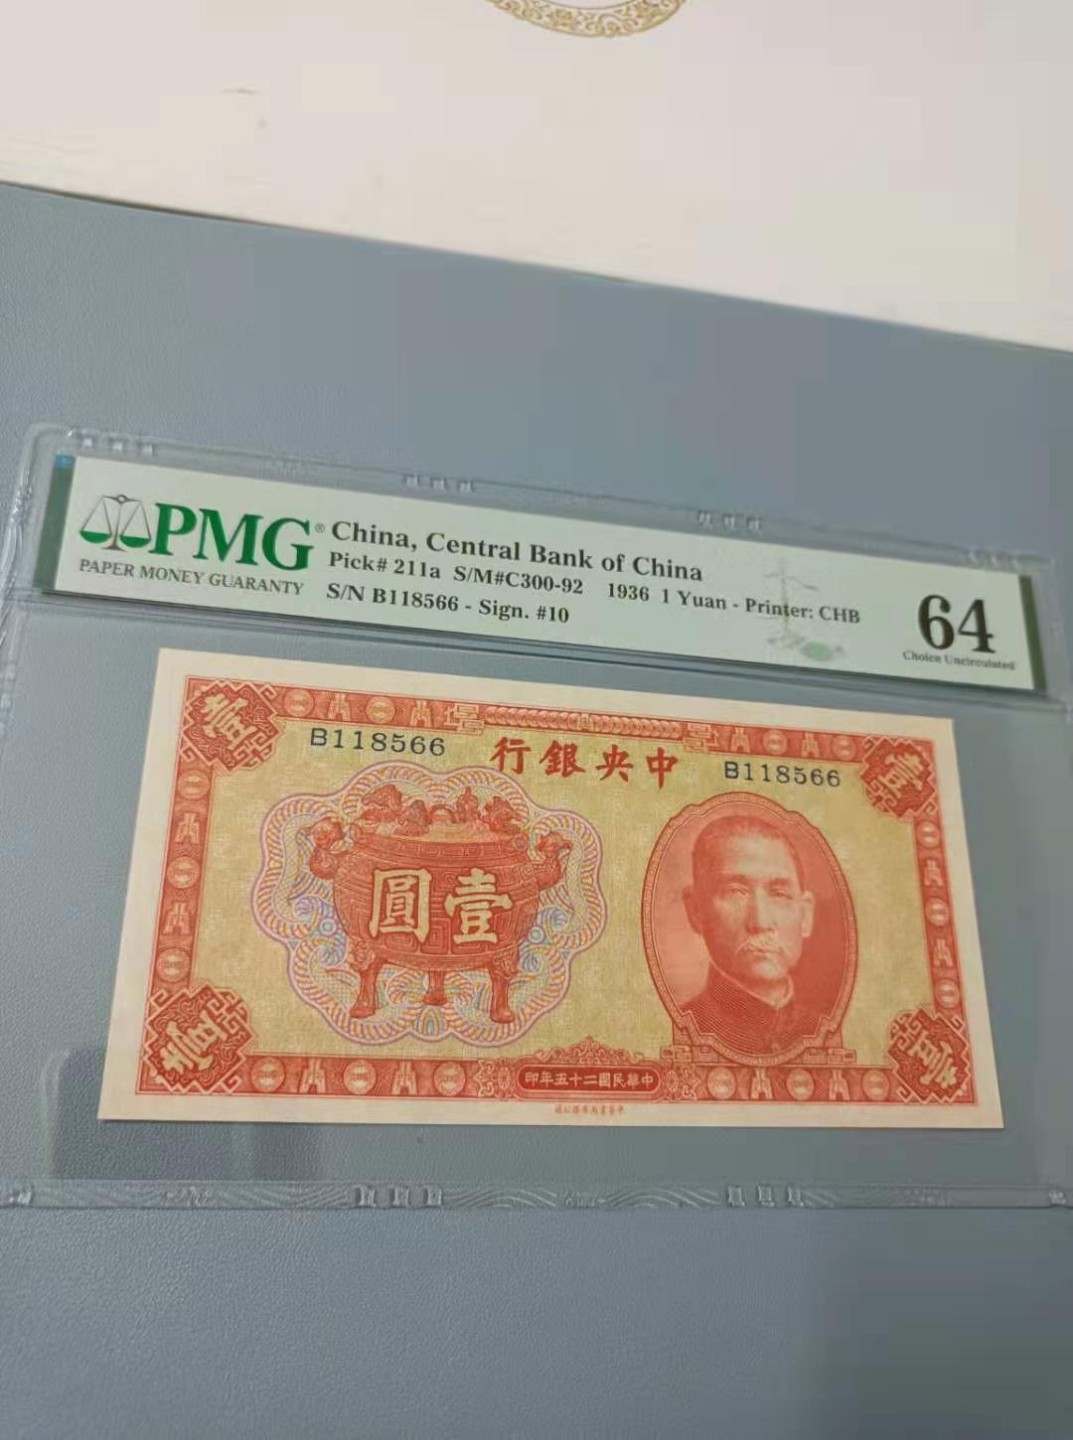 PMG®
PAPER MONEY GUARANTY
China, Central Bank of China
Pick# 211a S/M#C300-92 1936 1 Yuan - Printer: CHB
S/N B118566 - Sign. #10
64
Choice Uncirculated
壹
壹
B118566
行銀央中
B118566
圓壹
壹
壹
印年五十二國民華中